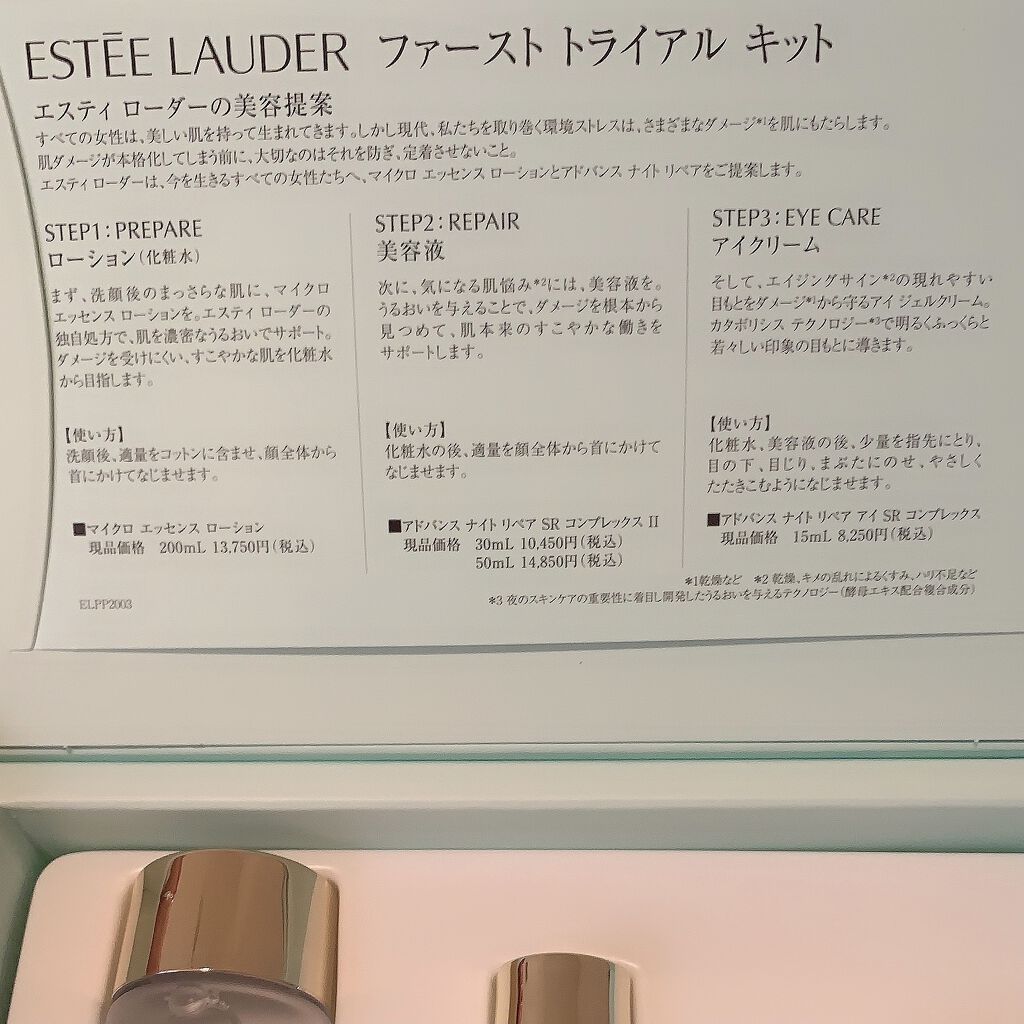 ESTĒE LAUDER ファースト トライアル キット
エスティ ローダーの美容提案
すべての女性は、美しい肌を持って生まれてきます。しかし現代、私たちを取り巻く環境ストレスは、さまざまなダメージ*1を肌にもたらします。
肌ダメージが本格化してしまう前に、大切なのはそれを防ぎ、定着させないこと。
エスティ ローダーは、今を生きるすべての女性たちへ、マイクロ エッセンス ローションとアドバンス ナイト リペアをご提案します。
STEP1:PREPARE
ローション(化粧水)
まず、洗顔後のまっさらな肌に、マイクロ
エッセンス ローションを。エスティ ローダーの
独自処方で、肌を濃密なうるおいでサポート。
ダメージを受けにくい、すこやかな肌を化粧水
から目指します。
【使い方】
洗顔後、適量をコットンに含ませ、顔全体から
首にかけてなじませます。
■マイクロ エッセンス ローション
現品価格 200mL 13,750円(税込)
STEP2:REPAIR
美容液
次に、気になる肌悩み*2には、美容液を。
うるおいを与えることで、ダメージを根本から
見つめて、肌本来のすこやかな働きを
サポートします。
【使い方】
化粧水の後、適量を顔全体から首にかけて
なじませます。
■アドバンス ナイト リペア SR コンプレックス II
現品価格 30mL 10,450円(税込)
50mL 14,850円(税込)
STEP3:EYE CARE
アイクリーム
そして、エイジングサイン*2の現れやすい
目もとをダメージ*1から守るアイ ジェルクリーム。
カタボリシス テクノロジー*3で明るくふっくらと
若々しい印象の目もとに導きます。
【使い方】
化粧水、美容液の後、少量を指先にとり、
目の下、目じり、まぶたにのせ、やさしく
たたきこむようになじませます。
■アドバンス ナイト リペア アイ SR コンプレックス
現品価格 15mL 8,250円(税込)
*1乾燥など *2 乾燥、キメの乱れによるくすみ、ハリ不足など
*3 夜のスキンケアの重要性に着目し開発したうるおいを与えるテクノロジー(酵母エキス配合複合成分)
ELPP2003